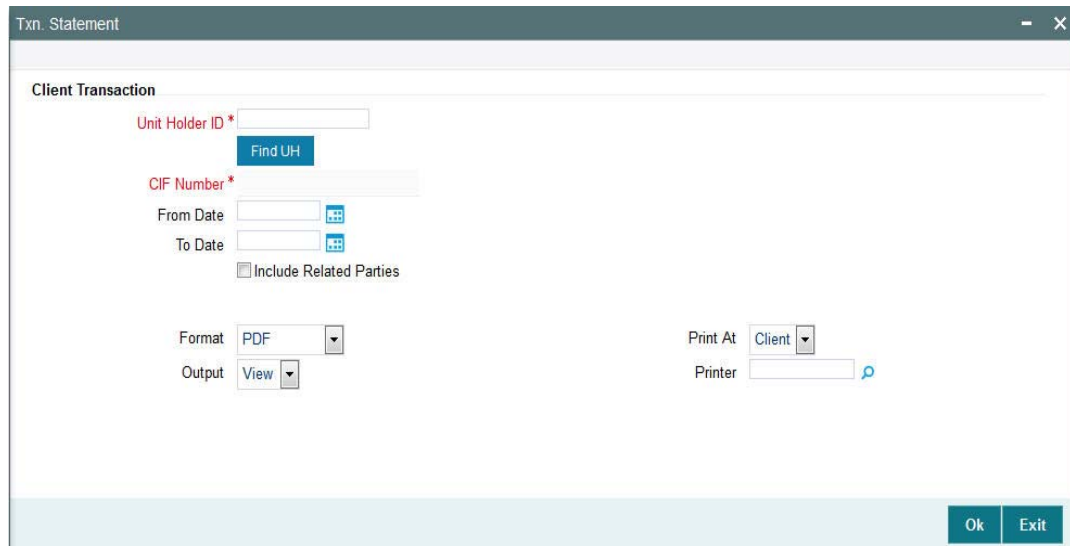 Txn. Statement
Client Transaction
Unit Holder ID *
Find UH
CIF Number *
From Date
To Date
Include Related Parties
Format PDF
Print At Client
Output View
Printer
Ok Exit